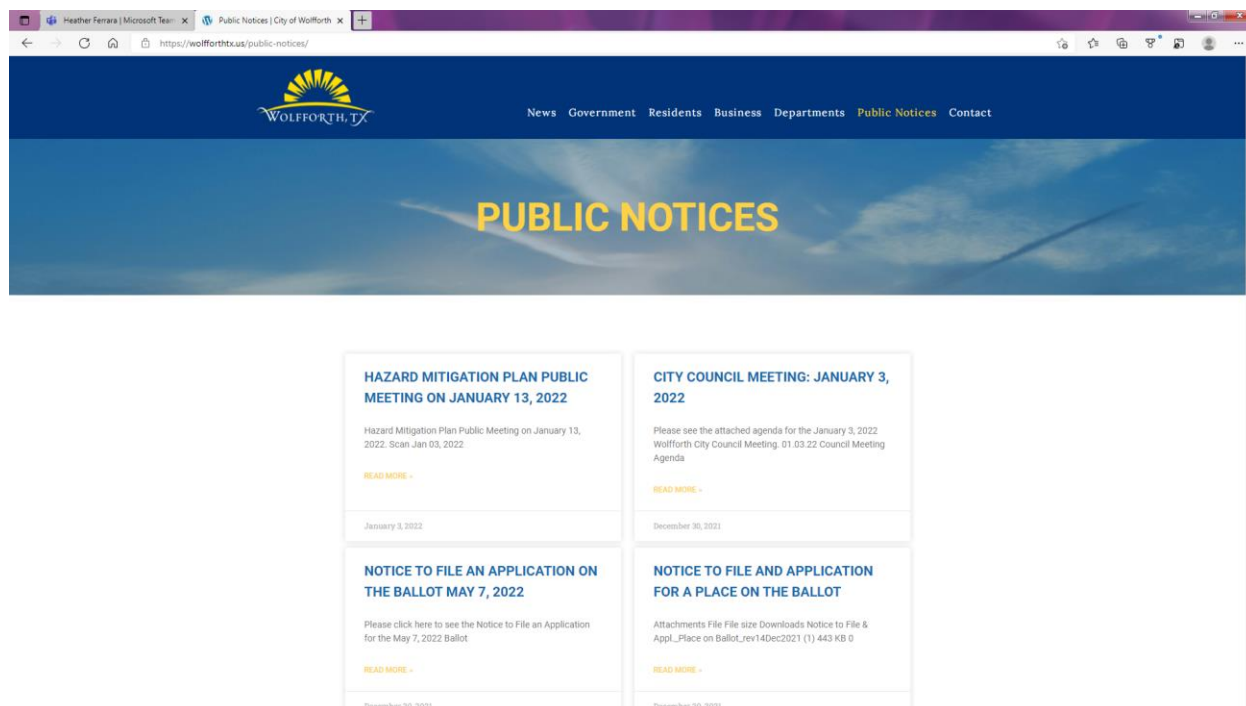 Heather Ferrara | Microsoft Team
Public Notices | City of Wolfforth
https://wolfforthtx.us/public-notices/
WOLFFORTH, TX
News Government Residents Business Departments Public Notices Contact
PUBLIC NOTICES
HAZARD MITIGATION PLAN PUBLIC
MEETING ON JANUARY 13, 2022
Hazard Mitigation Plan Public Meeting on January 13,
2022. Scan Jan 03, 2022
READ MORE »
January 3, 2022
CITY COUNCIL MEETING: JANUARY 3,
2022
Please see the attached agenda for the January 3, 2022
Wolfforth City Council Meeting. 01.03.22 Council Meeting
Agenda
READ MORE »
December 30, 2021
NOTICE TO FILE AN APPLICATION ON
THE BALLOT MAY 7, 2022
Please click here to see the Notice to File an Application
for the May 7, 2022 Ballot
READ MORE »
NOTICE TO FILE AND APPLICATION
FOR A PLACE ON THE BALLOT
Attachments File File size Downloads Notice to File &
Appl._Place on Ballot_rev14Dec2021 (1) 443 KB 0
READ MORE »